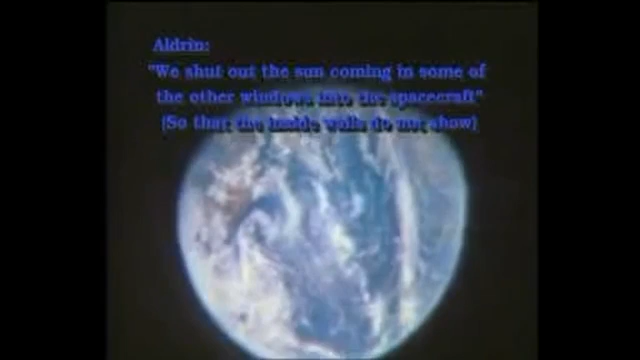 Aldrin:
"We shut out the sun coming in some of
the other windows into the spacecraft"
(So that the inside walls do not show)